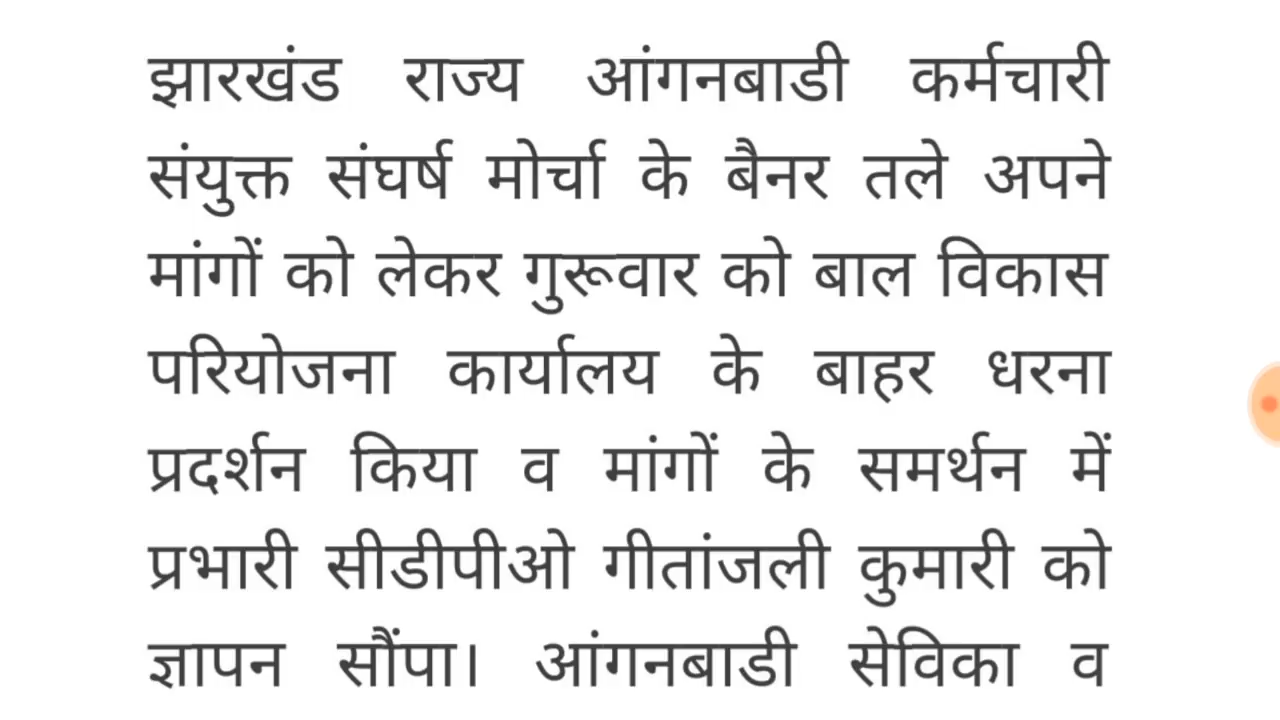 झारखंड राज्य आंगनबाडी कर्मचारी
संयुक्त संघर्ष मोर्चा के बैनर तले अपने
मांगों को लेकर गुरूवार को बाल विकास
परियोजना कार्यालय के बाहर धरना
प्रदर्शन किया व मांगों के समर्थन में
प्रभारी सीडीपीओ गीतांजली कुमारी को
ज्ञापन सौंपा। आंगनबाडी सेविका व